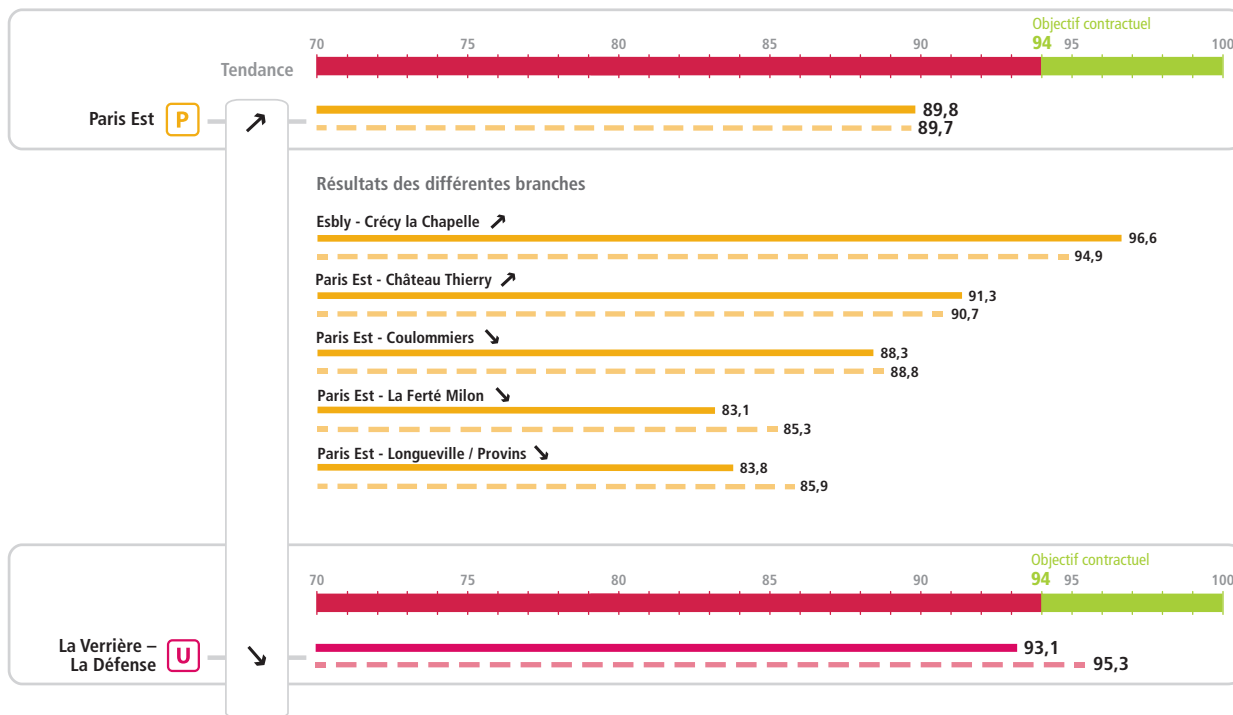 Objectif contractuel
70 75 80 85 90 94 95 100
Tendance
Paris Est P
89,8
89,7
Résultats des différentes branches
Esbly - Crécy la Chapelle
96,6
94,9
Paris Est - Château Thierry
91,3
90,7
Paris Est - Coulommiers
88,3
88,8
Paris Est - La Ferté Milon
83,1
85,3
Paris Est - Longueville / Provins
83,8
85,9
Objectif contractuel
70 75 80 85 90 94 95 100
La Verrière –
La Défense U
93,1
95,3